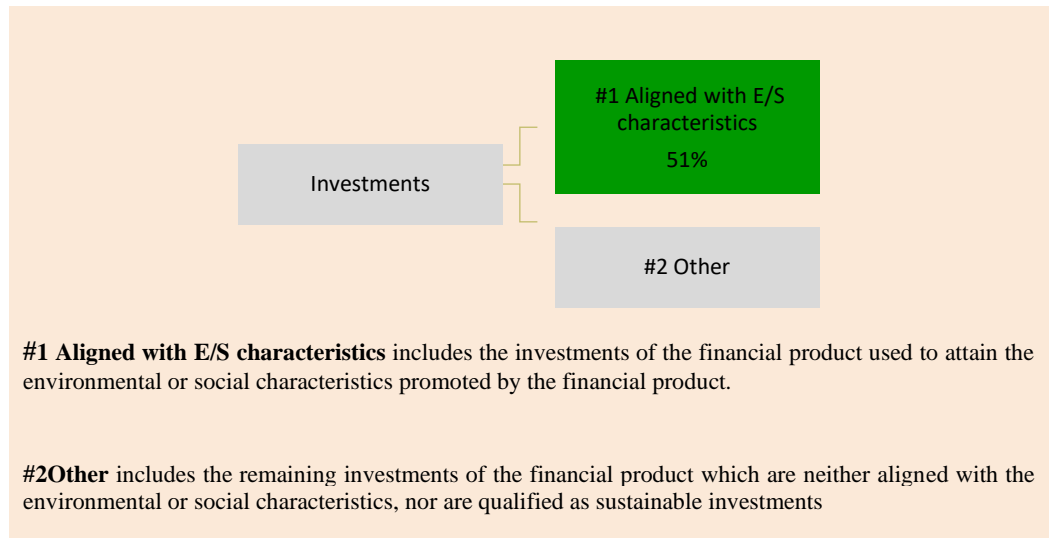 #1 Aligned with E/S
characteristics
51%
Investments
#2 Other
#1 Aligned with E/S characteristics includes the investments of the financial product used to attain the
environmental or social characteristics promoted by the financial product.
#2Other includes the remaining investments of the financial product which are neither aligned with the
environmental or social characteristics, nor are qualified as sustainable investments